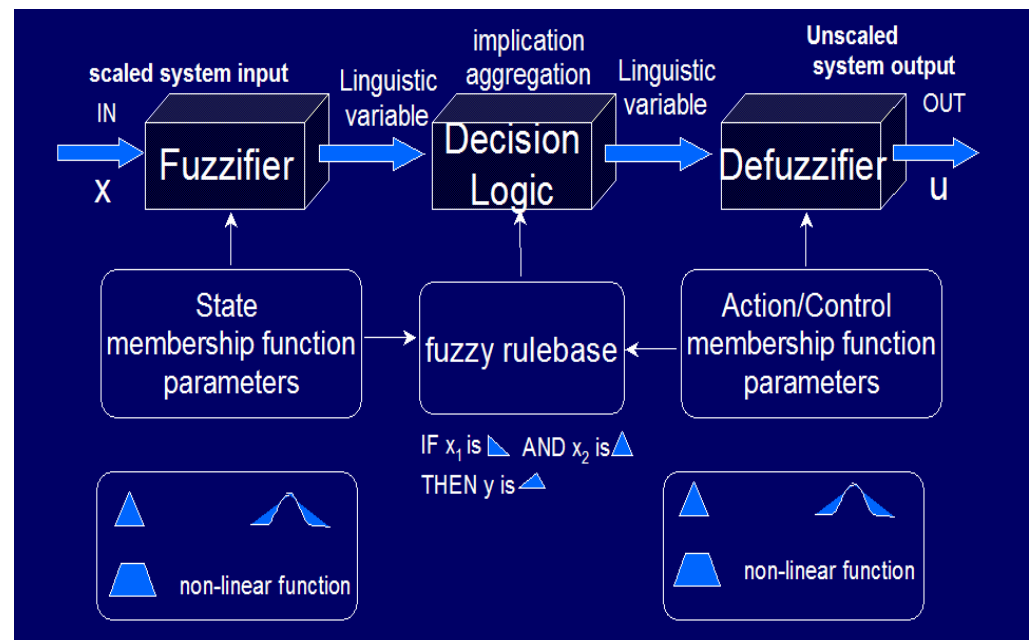 scaled system input
IN
x
Fuzzifier
Linguistic
variable
implication
aggregation
Decision
Logic
Linguistic
variable
Unscaled
system output
OUT
Defuzzifier
u
State
membership function
parameters
fuzzy rulebase
Action/Control
membership function
parameters
IF x₁ is AND x₂ is
THEN y is
non-linear function
non-linear function